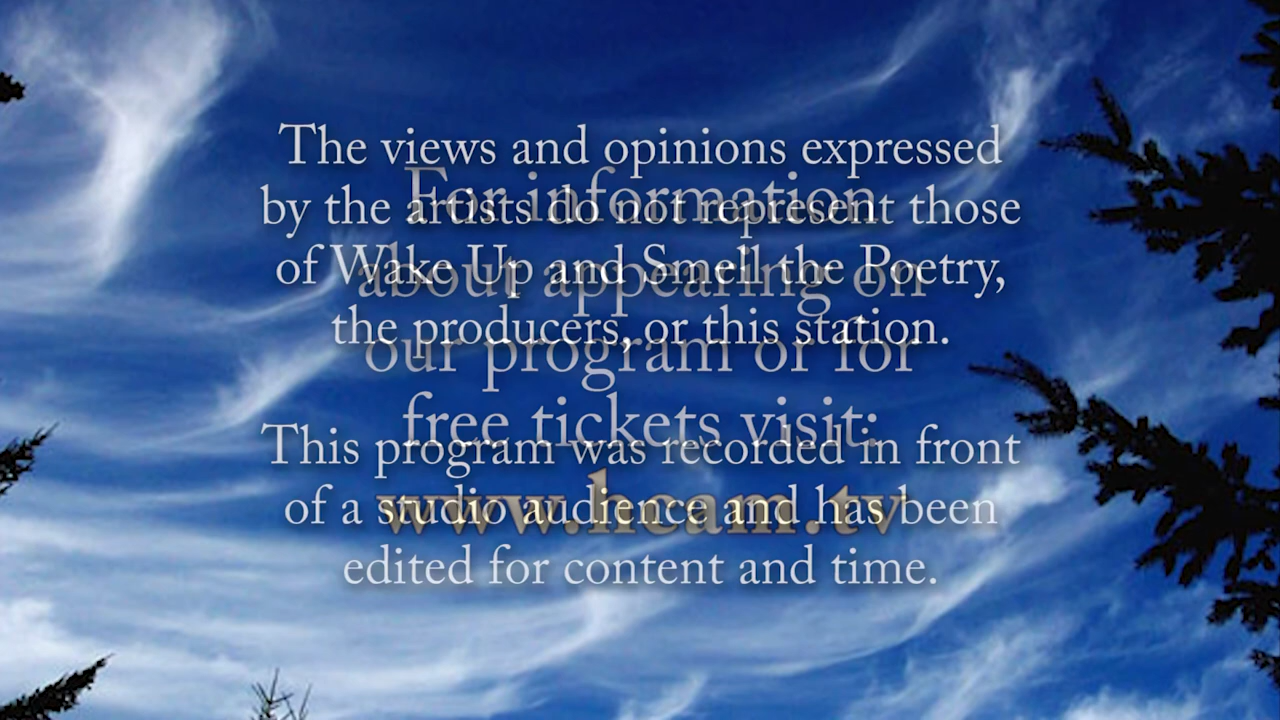 The views and opinions expressed
by the artists do not represent those
of Wake Up and Smell the Poetry,
the producers, or this station.
This program was recorded in front
of a studio audience and has been
edited for content and time.
For information
about appearing on
our program or for
free tickets visit:
www.hcam.tv